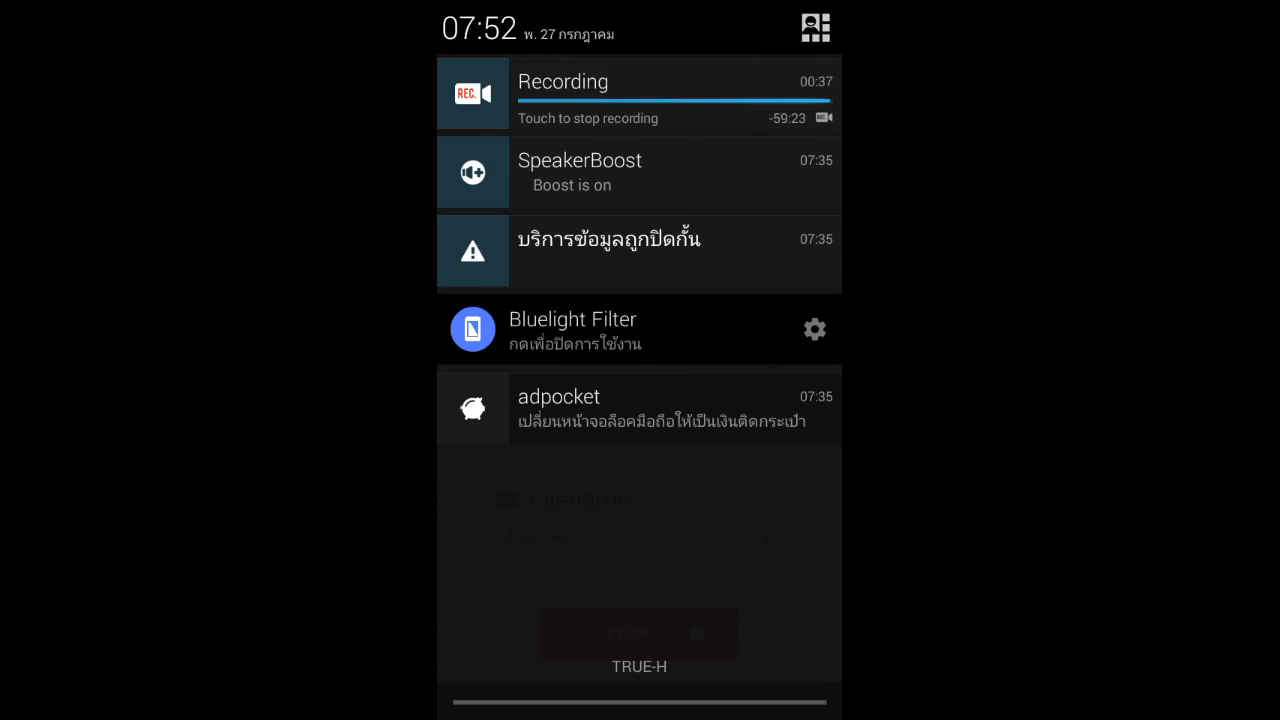 07:52 พ. 27 กรกฎาคม
REC.
Recording 00:37
Touch to stop recording -59:23 REC
SpeakerBoost 07:35
Boost is on
บริการข้อมูลถูกปิดกั้น 07:35
Bluelight Filter
กดเพื่อปิดการใช้งาน
adpocket 07:35
เปลี่ยนหน้าจอล็อคมือถือให้เป็นเงินติดกระเป๋า
Filename
STOP
TRUE-H